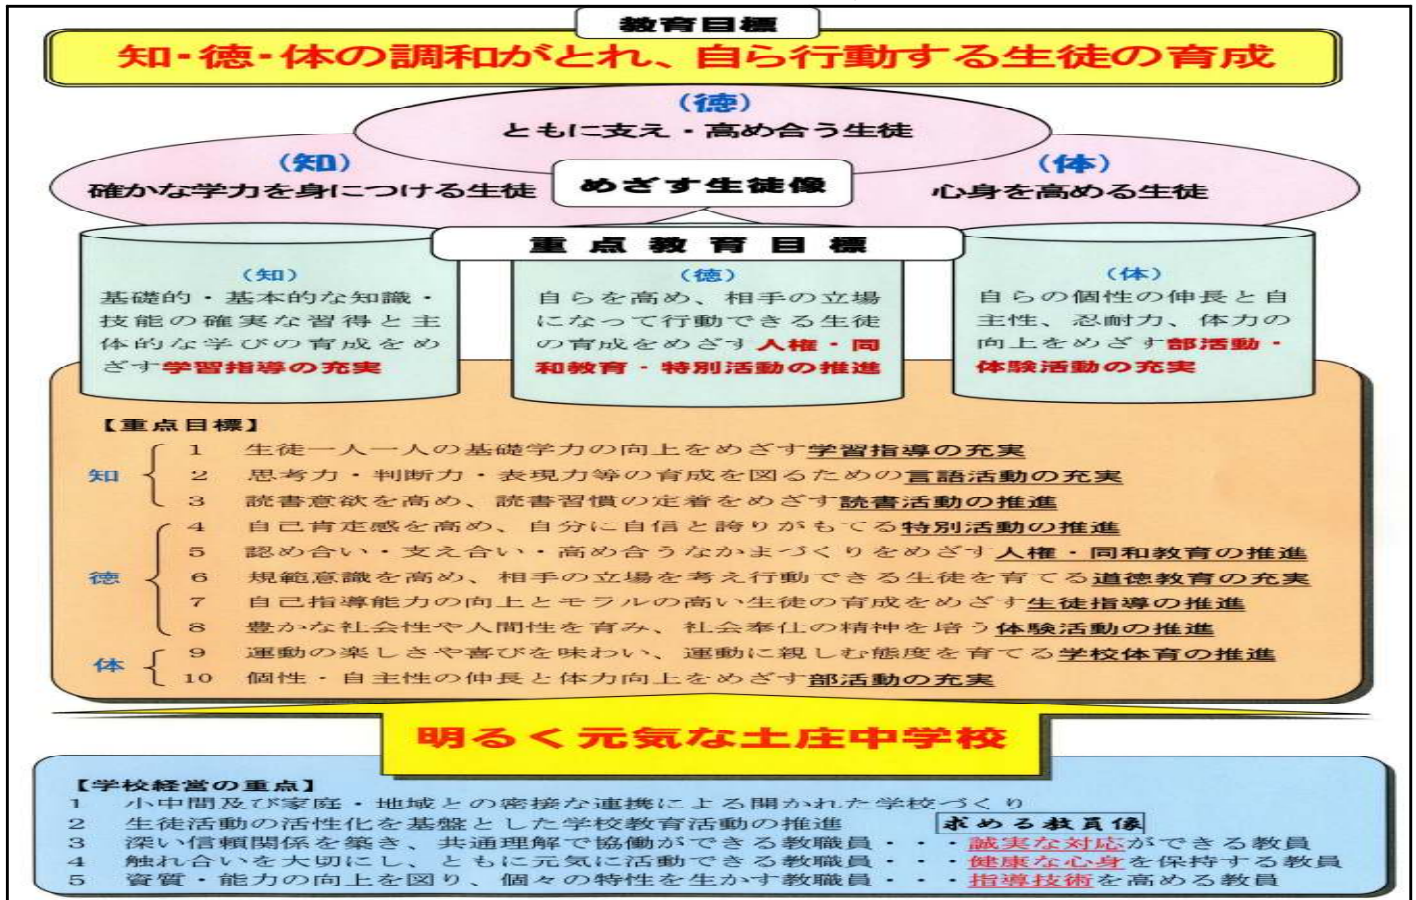 教育目標
知・徳・体の調和がとれ、自ら行動する生徒の育成
（徳）
ともに支え・高め合う生徒
（知）
確かな学力を身につける生徒
めざす生徒像
（体）
心身を高める生徒
重点教育目標
（知）
基礎的・基本的な知識・
技能の確実な習得と主
体的な学びの育成をめ
ざす学習指導の充実
（徳）
自らを高め、相手の立場
になって行動できる生徒
の育成をめざす人権・同
和教育・特別活動の推進
（体）
自らの個性の伸長と自
主性、忍耐力、体力の
向上をめざす部活動・
体験活動の充実
【重点目標】
知
1 生徒一人一人の基礎学力の向上をめざす学習指導の充実
2 思考力・判断力・表現力等の育成を図るための言語活動の充実
3 読書意欲を高め、読書習慣の定着をめざす読書活動の推進
徳
4 自己肯定感を高め、自分に自信と誇りがもてる特別活動の推進
5 認め合い・支え合い・高め合うなかまづくりをめざす人権・同和教育の推進
6 規範意識を高め、相手の立場を考え行動できる生徒を育てる道徳教育の充実
7 自己指導能力の向上とモラルの高い生徒の育成をめざす生徒指導の推進
8 豊かな社会性や人間性を育み、社会奉仕の精神を培う体験活動の推進
体
9 運動の楽しさや喜びを味わい、運動に親しむ態度を育てる学校体育の推進
10 個性・自主性の伸長と体力向上をめざす部活動の充実
明るく元気な土庄中学校
【学校経営の重点】
1 小中間及び家庭・地域との密接な連携による開かれた学校づくり
2 生徒活動の活性化を基盤とした学校教育活動の推進 求める教員像
3 深い信頼関係を築き、共通理解で協働ができる教職員・・・誠実な対応ができる教員
4 触れ合いを大切にし、ともに元気に活動できる教職員・・・健康な心身を保持する教員
5 資質・能力の向上を図り、個々の特性を生かす教職員・・・指導技術を高める教員